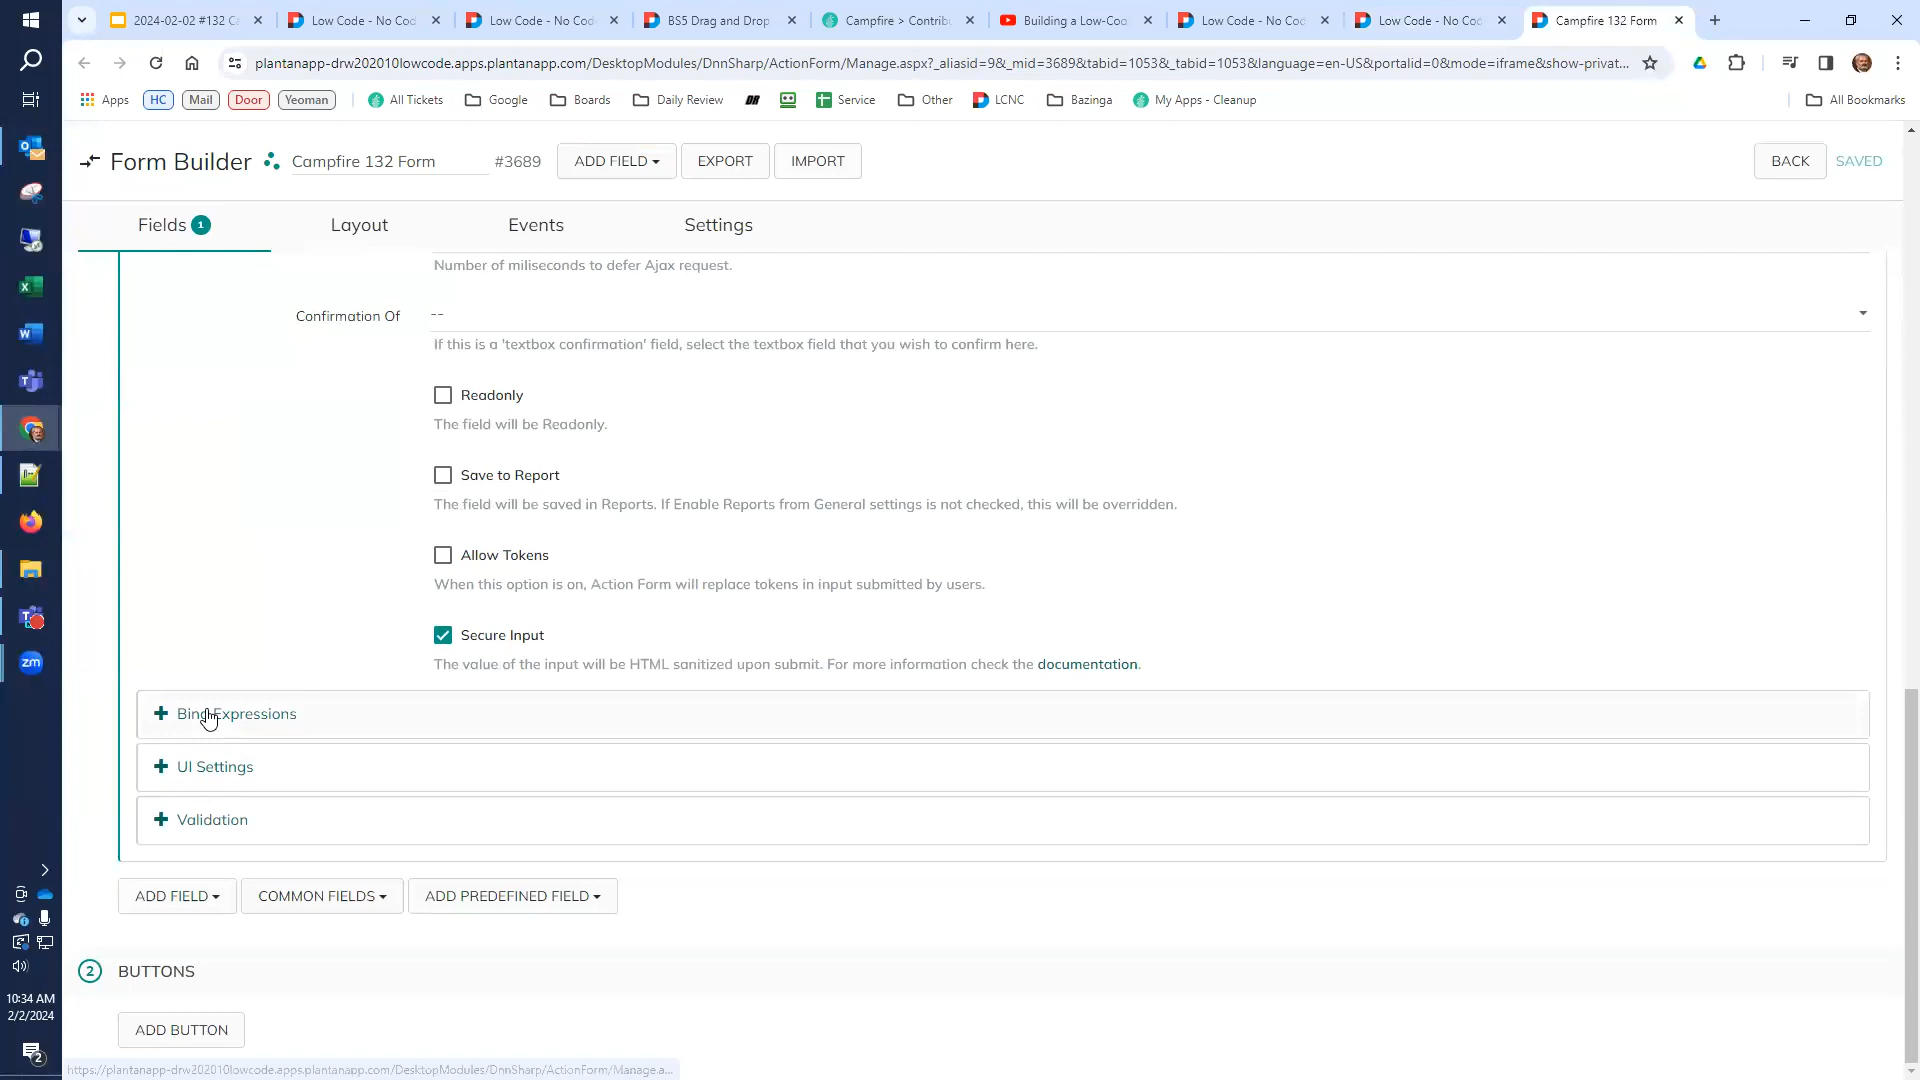 2024-02-02 #132 Ca
Low Code - No Cod
Low Code - No Cod
BS5 Drag and Drop
Campfire > Contribu
Building a Low-Coo
Low Code - No Cod
Low Code - No Cod
Campfire 132 Form
plantanapp-drw202010lowcode.apps.plantanapp.com/DesktopModules/DnnSharp/ActionForm/Manage.aspx?_aliasid=9&_mid=3689&tabid=1053&_tabid=1053&language=en-US&portalid=0&mode=iframe&show-privat...
Apps
HC
Mail
Door
Yeoman
All Tickets
Google
Boards
Daily Review
Service
Other
LCNC
Bazinga
My Apps - Cleanup
All Bookmarks
Form Builder
Campfire 132 Form
#3689
ADD FIELD
EXPORT
IMPORT
BACK
SAVED
Fields 1
Layout
Events
Settings
Number of miliseconds to defer Ajax request.
Confirmation Of
--
If this is a 'textbox confirmation' field, select the textbox field that you wish to confirm here.
Readonly
The field will be Readonly.
Save to Report
The field will be saved in Reports. If Enable Reports from General settings is not checked, this will be overridden.
Allow Tokens
When this option is on, Action Form will replace tokens in input submitted by users.
Secure Input
The value of the input will be HTML sanitized upon submit. For more information check the documentation.
Bind Expressions
UI Settings
Validation
ADD FIELD
COMMON FIELDS
ADD PREDEFINED FIELD
2 BUTTONS
ADD BUTTON
10:34 AM
2/2/2024
2
zm
https://plantanapp-drw202010lowcode.apps.plantanapp.com/DesktopModules/DnnSharp/ActionForm/Manage.a...